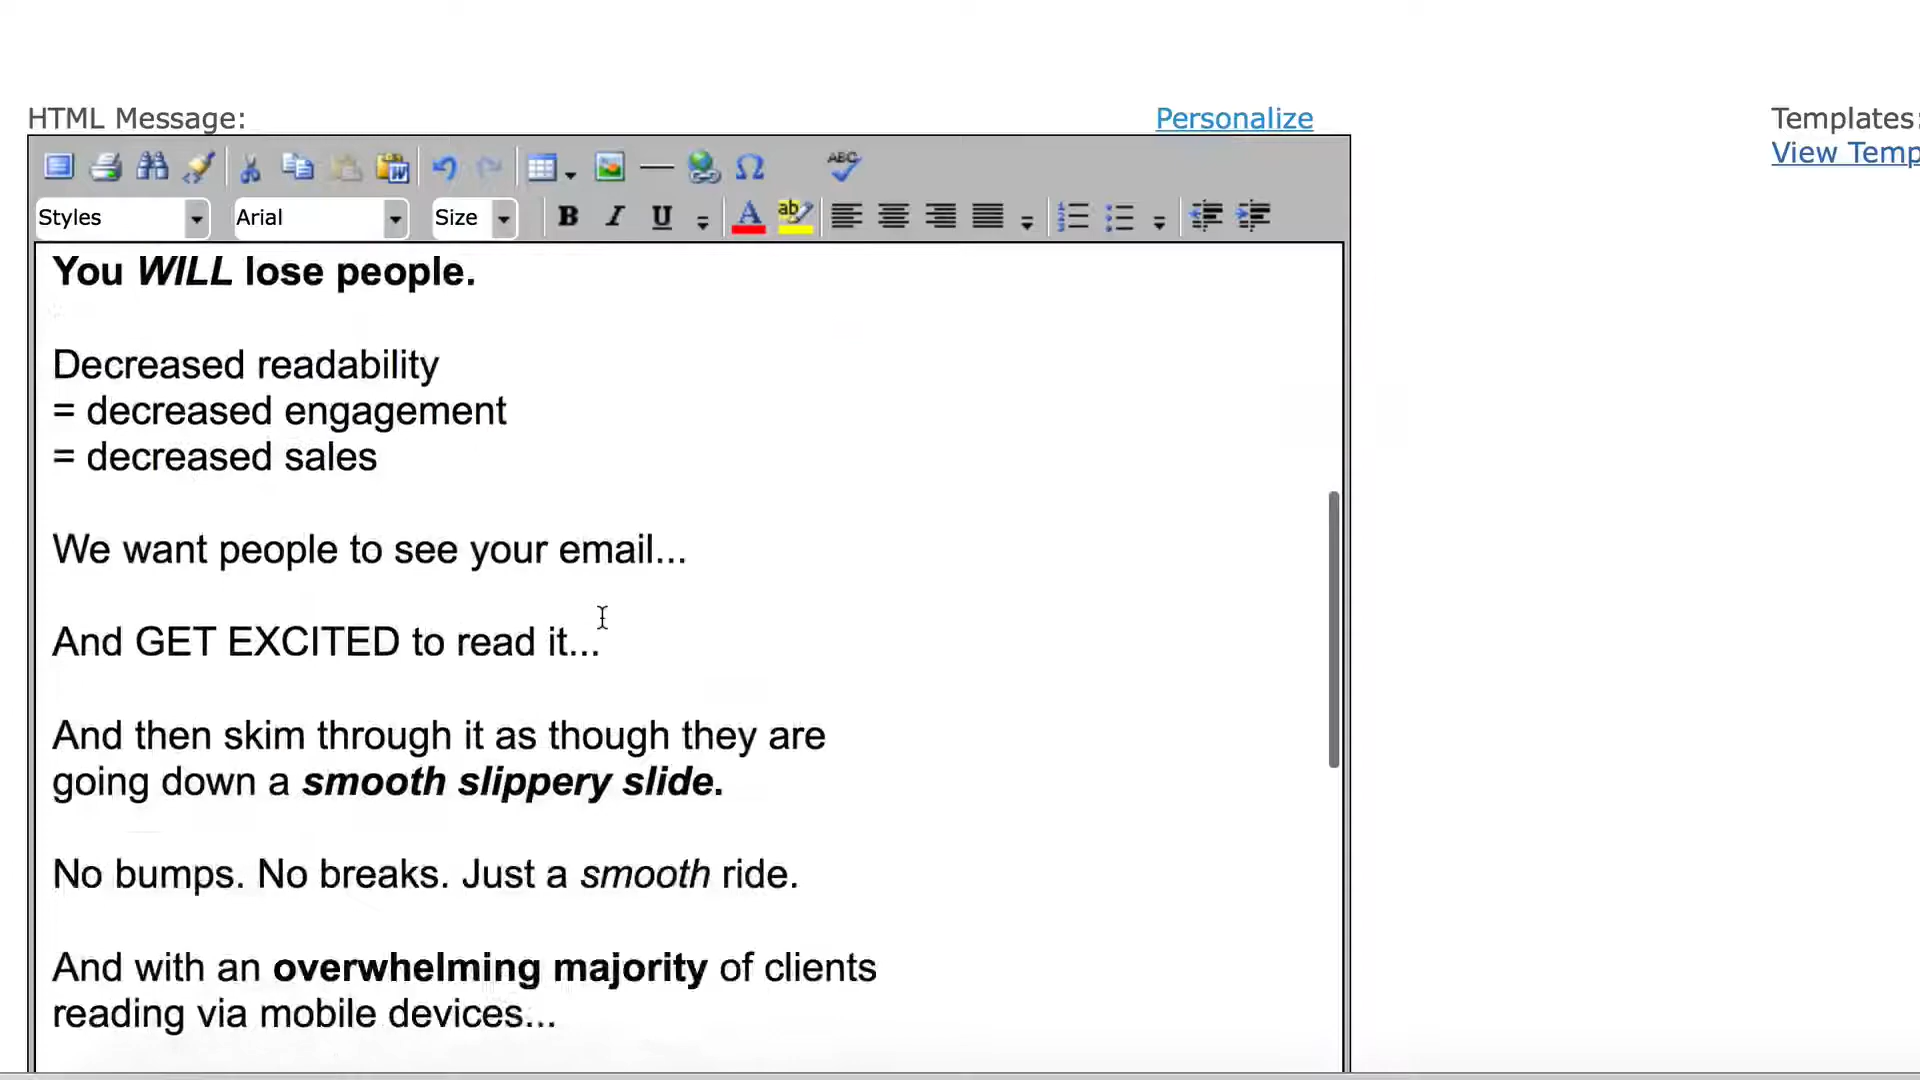 HTML Message:
Personalize
Templates:
View Temp
ABC
Styles
Arial
Size
B I U
A
ab
You WILL lose people.
Decreased readability
= decreased engagement
= decreased sales
We want people to see your email...
And GET EXCITED to read it...
And then skim through it as though they are
going down a smooth slippery slide.
No bumps. No breaks. Just a smooth ride.
And with an overwhelming majority of clients
reading via mobile devices...